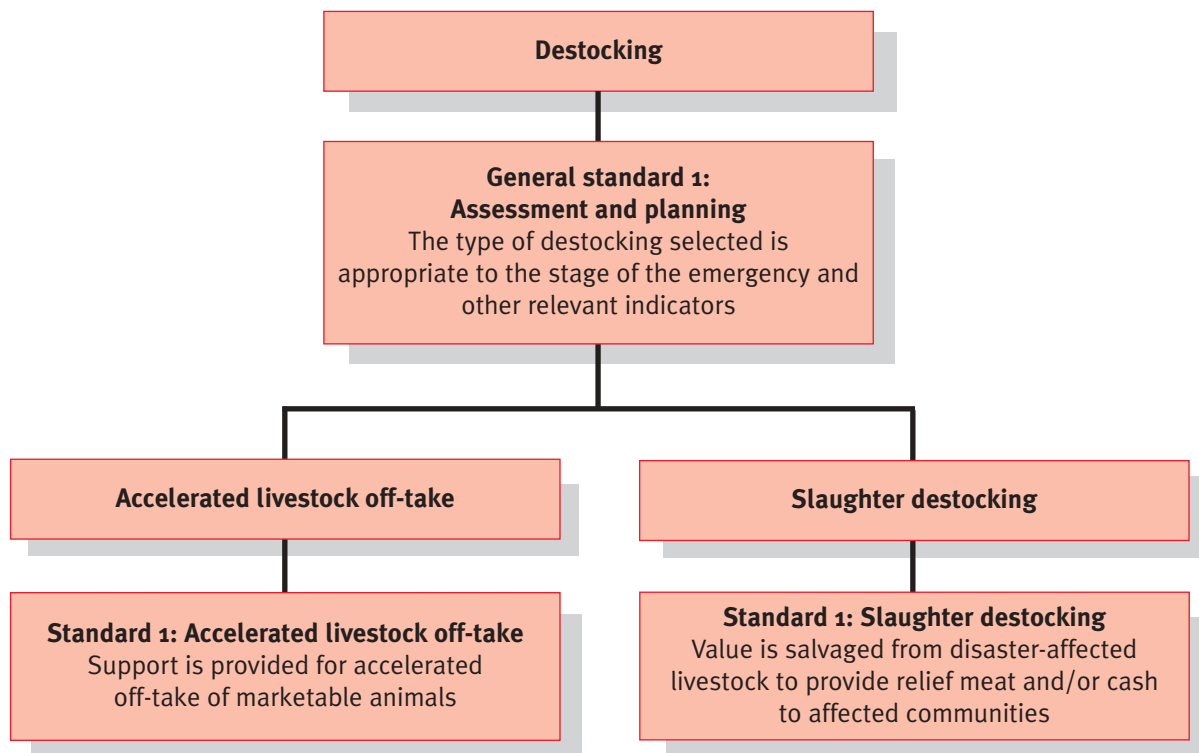 Destocking
General standard 1:
Assessment and planning
The type of destocking selected is
appropriate to the stage of the emergency and
other relevant indicators
Accelerated livestock off-take
Slaughter destocking
Standard 1: Accelerated livestock off-take
Support is provided for accelerated
off-take of marketable animals
Standard 1: Slaughter destocking
Value is salvaged from disaster-affected
livestock to provide relief meat and/or cash
to affected communities